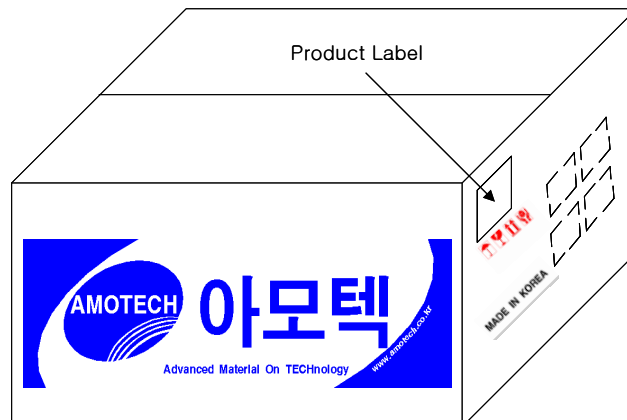 Product Label
AMOTECH
아모텍
Advanced Material On TECHnology
www.amotech.co.kr
MADE IN KOREA